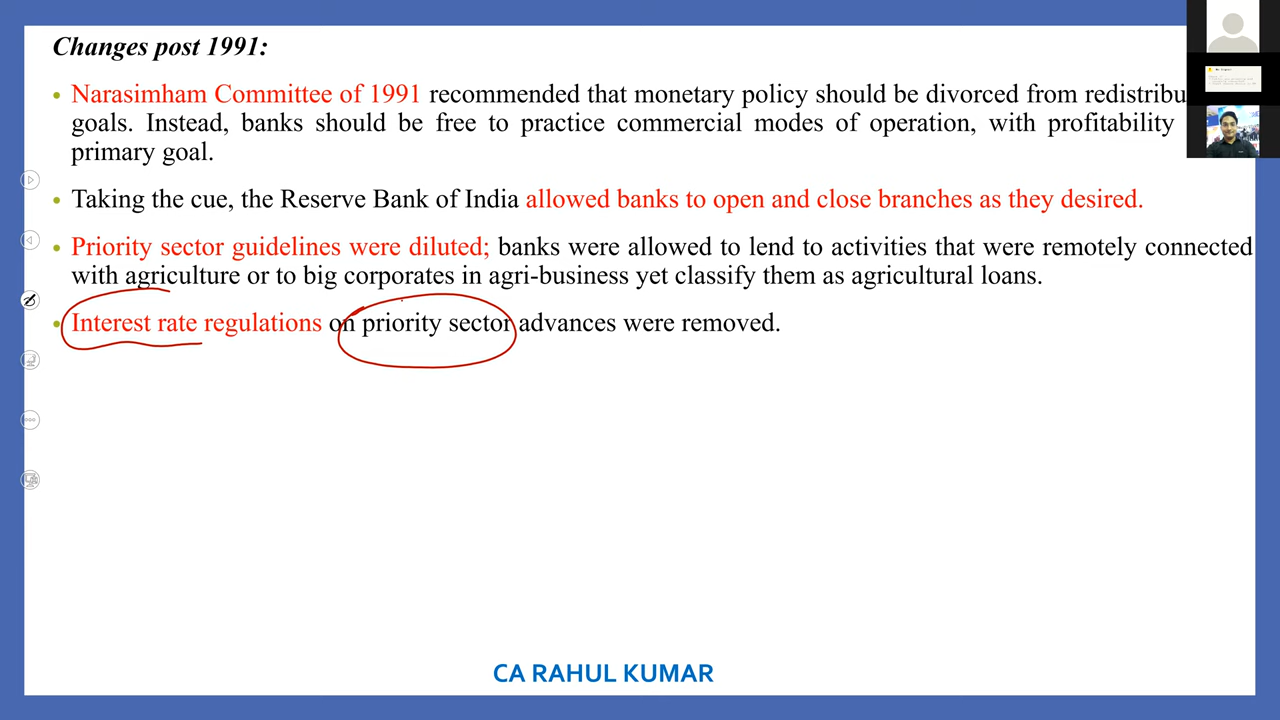 Changes post 1991:
• Narasimham Committee of 1991 recommended that monetary policy should be divorced from redistribu
goals. Instead, banks should be free to practice commercial modes of operation, with profitability
primary goal.
• Taking the cue, the Reserve Bank of India allowed banks to open and close branches as they desired.
• Priority sector guidelines were diluted; banks were allowed to lend to activities that were remotely connected
with agriculture or to big corporates in agri-business yet classify them as agricultural loans.
• Interest rate regulations on priority sector advances were removed.
CA RAHUL KUMAR